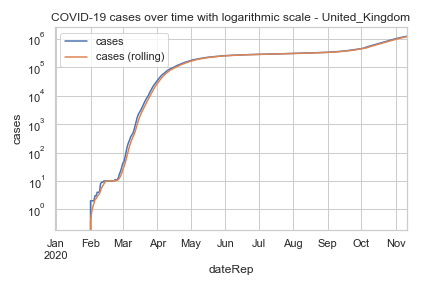 COVID-19 cases over time with logarithmic scale - United_Kingdom
cases
cases (rolling)
10^6
10^5
10^4
10^3
10^2
10^1
10^0
cases
Jan Feb Mar Apr May Jun Jul Aug Sep Oct Nov
2020
dateRep